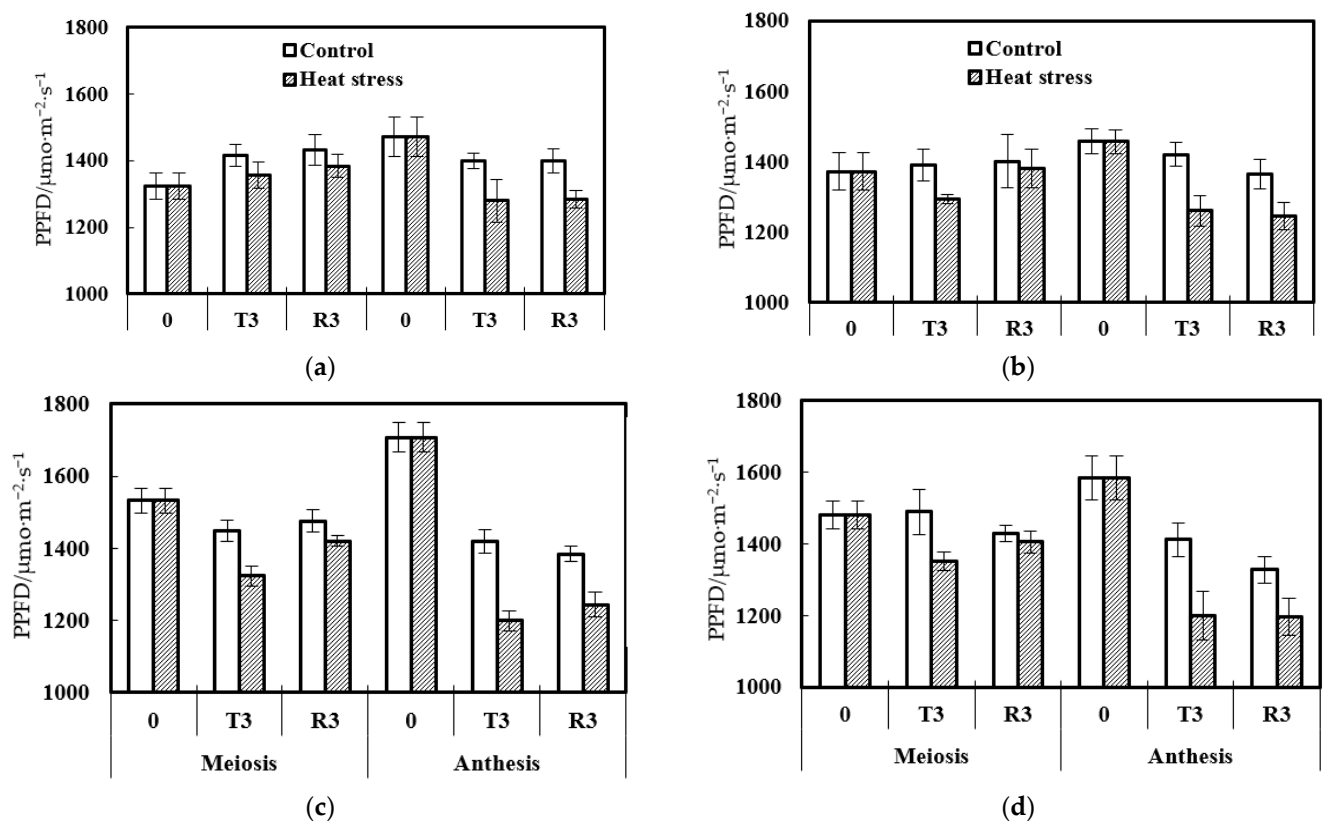 1800
1600
1400
1200
1000
PPFD/μmo·m⁻²·s⁻¹
Control
Heat stress
0 T3 R3 0 T3 R3
(a)
1800
1600
1400
1200
1000
PPFD/μmo·m⁻²·s⁻¹
Control
Heat stress
0 T3 R3 0 T3 R3
(b)
1800
1600
1400
1200
1000
PPFD/μmo·m⁻²·s⁻¹
0 T3 R3 0 T3 R3
Meiosis Anthesis
(c)
1800
1600
1400
1200
1000
PPFD/μmo·m⁻²·s⁻¹
0 T3 R3 0 T3 R3
Meiosis Anthesis
(d)